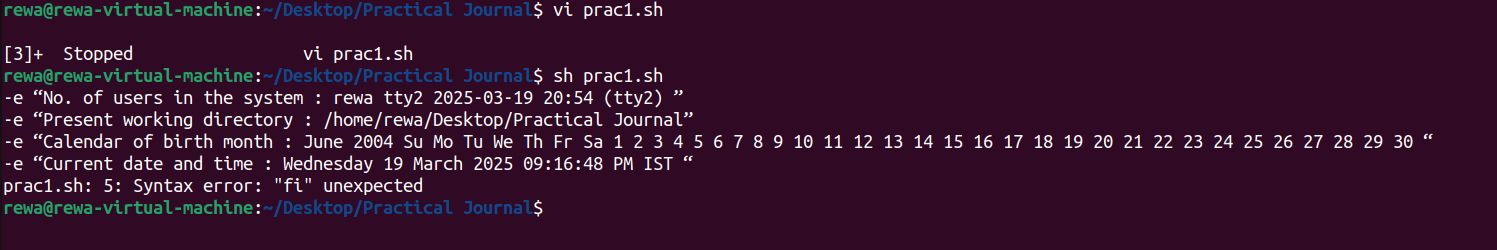 rewa@rewa-virtual-machine:~/Desktop/Practical Journal$ vi prac1.sh
[3]+  Stopped                 vi prac1.sh
rewa@rewa-virtual-machine:~/Desktop/Practical Journal$ sh prac1.sh
-e “No. of users in the system : rewa tty2 2025-03-19 20:54 (tty2) ”
-e “Present working directory : /home/rewa/Desktop/Practical Journal”
-e “Calendar of birth month : June 2004 Su Mo Tu We Th Fr Sa 1 2 3 4 5 6 7 8 9 10 11 12 13 14 15 16 17 18 19 20 21 22 23 24 25 26 27 28 29 30 “
-e “Current date and time : Wednesday 19 March 2025 09:16:48 PM IST “
prac1.sh: 5: Syntax error: "fi" unexpected
rewa@rewa-virtual-machine:~/Desktop/Practical Journal$